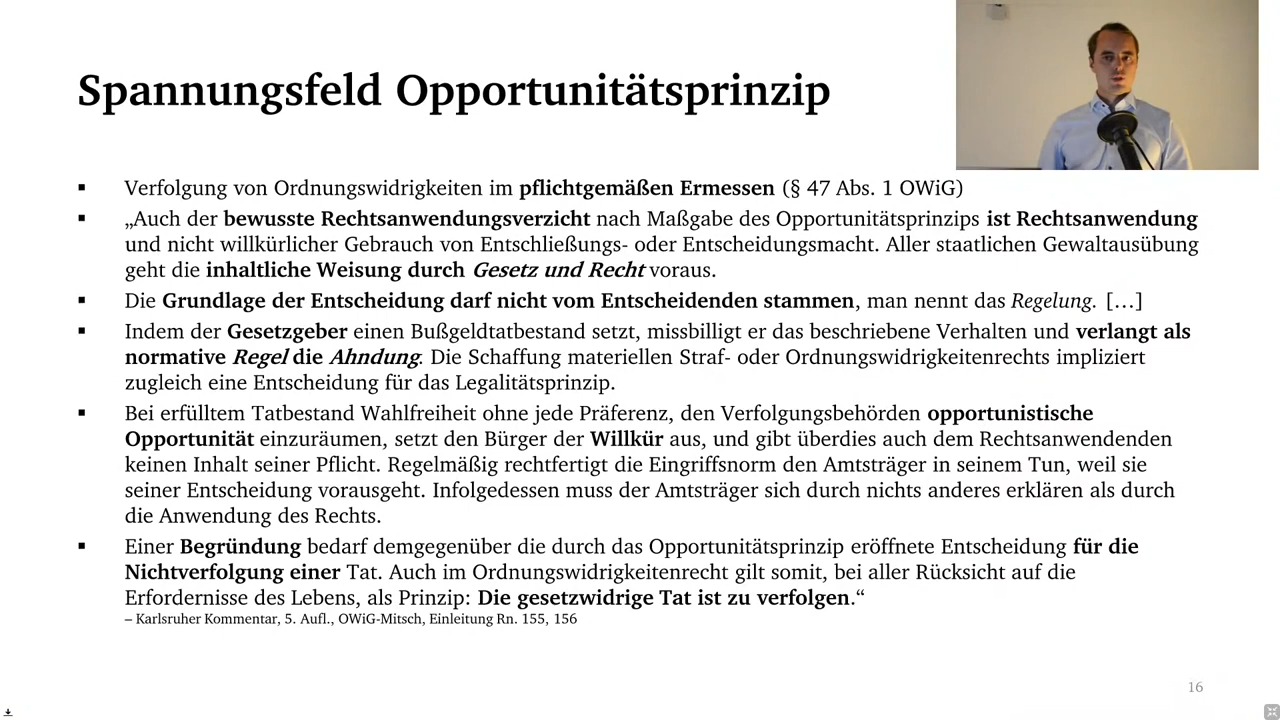 Spannungsfeld Opportunitätsprinzip
▪ Verfolgung von Ordnungswidrigkeiten im pflichtgemäßen Ermessen (§ 47 Abs. 1 OWiG)
▪ „Auch der bewusste Rechtsanwendungsverzicht nach Maßgabe des Opportunitätsprinzips ist Rechtsanwendung
und nicht willkürlicher Gebrauch von Entschließungs- oder Entscheidungsmacht. Aller staatlichen Gewaltausübung
geht die inhaltliche Weisung durch Gesetz und Recht voraus.
▪ Die Grundlage der Entscheidung darf nicht vom Entscheidenden stammen, man nennt das Regelung. […]
▪ Indem der Gesetzgeber einen Bußgeldtatbestand setzt, missbilligt er das beschriebene Verhalten und verlangt als
normative Regel die Ahndung. Die Schaffung materiellen Straf- oder Ordnungswidrigkeitenrechts impliziert
zugleich eine Entscheidung für das Legalitätsprinzip.
▪ Bei erfülltem Tatbestand Wahlfreiheit ohne jede Präferenz, den Verfolgungsbehörden opportunistische
Opportunität einzuräumen, setzt den Bürger der Willkür aus, und gibt überdies auch dem Rechtsanwendenden
keinen Inhalt seiner Pflicht. Regelmäßig rechtfertigt die Eingriffsnorm den Amtsträger in seinem Tun, weil sie
seiner Entscheidung vorausgeht. Infolgedessen muss der Amtsträger sich durch nichts anderes erklären als durch
die Anwendung des Rechts.
▪ Einer Begründung bedarf demgegenüber die durch das Opportunitätsprinzip eröffnete Entscheidung für die
Nichtverfolgung einer Tat. Auch im Ordnungswidrigkeitenrecht gilt somit, bei aller Rücksicht auf die
Erfordernisse des Lebens, als Prinzip: Die gesetzwidrige Tat ist zu verfolgen.“
– Karlsruher Kommentar, 5. Aufl., OWiG-Mitsch, Einleitung Rn. 155, 156
16